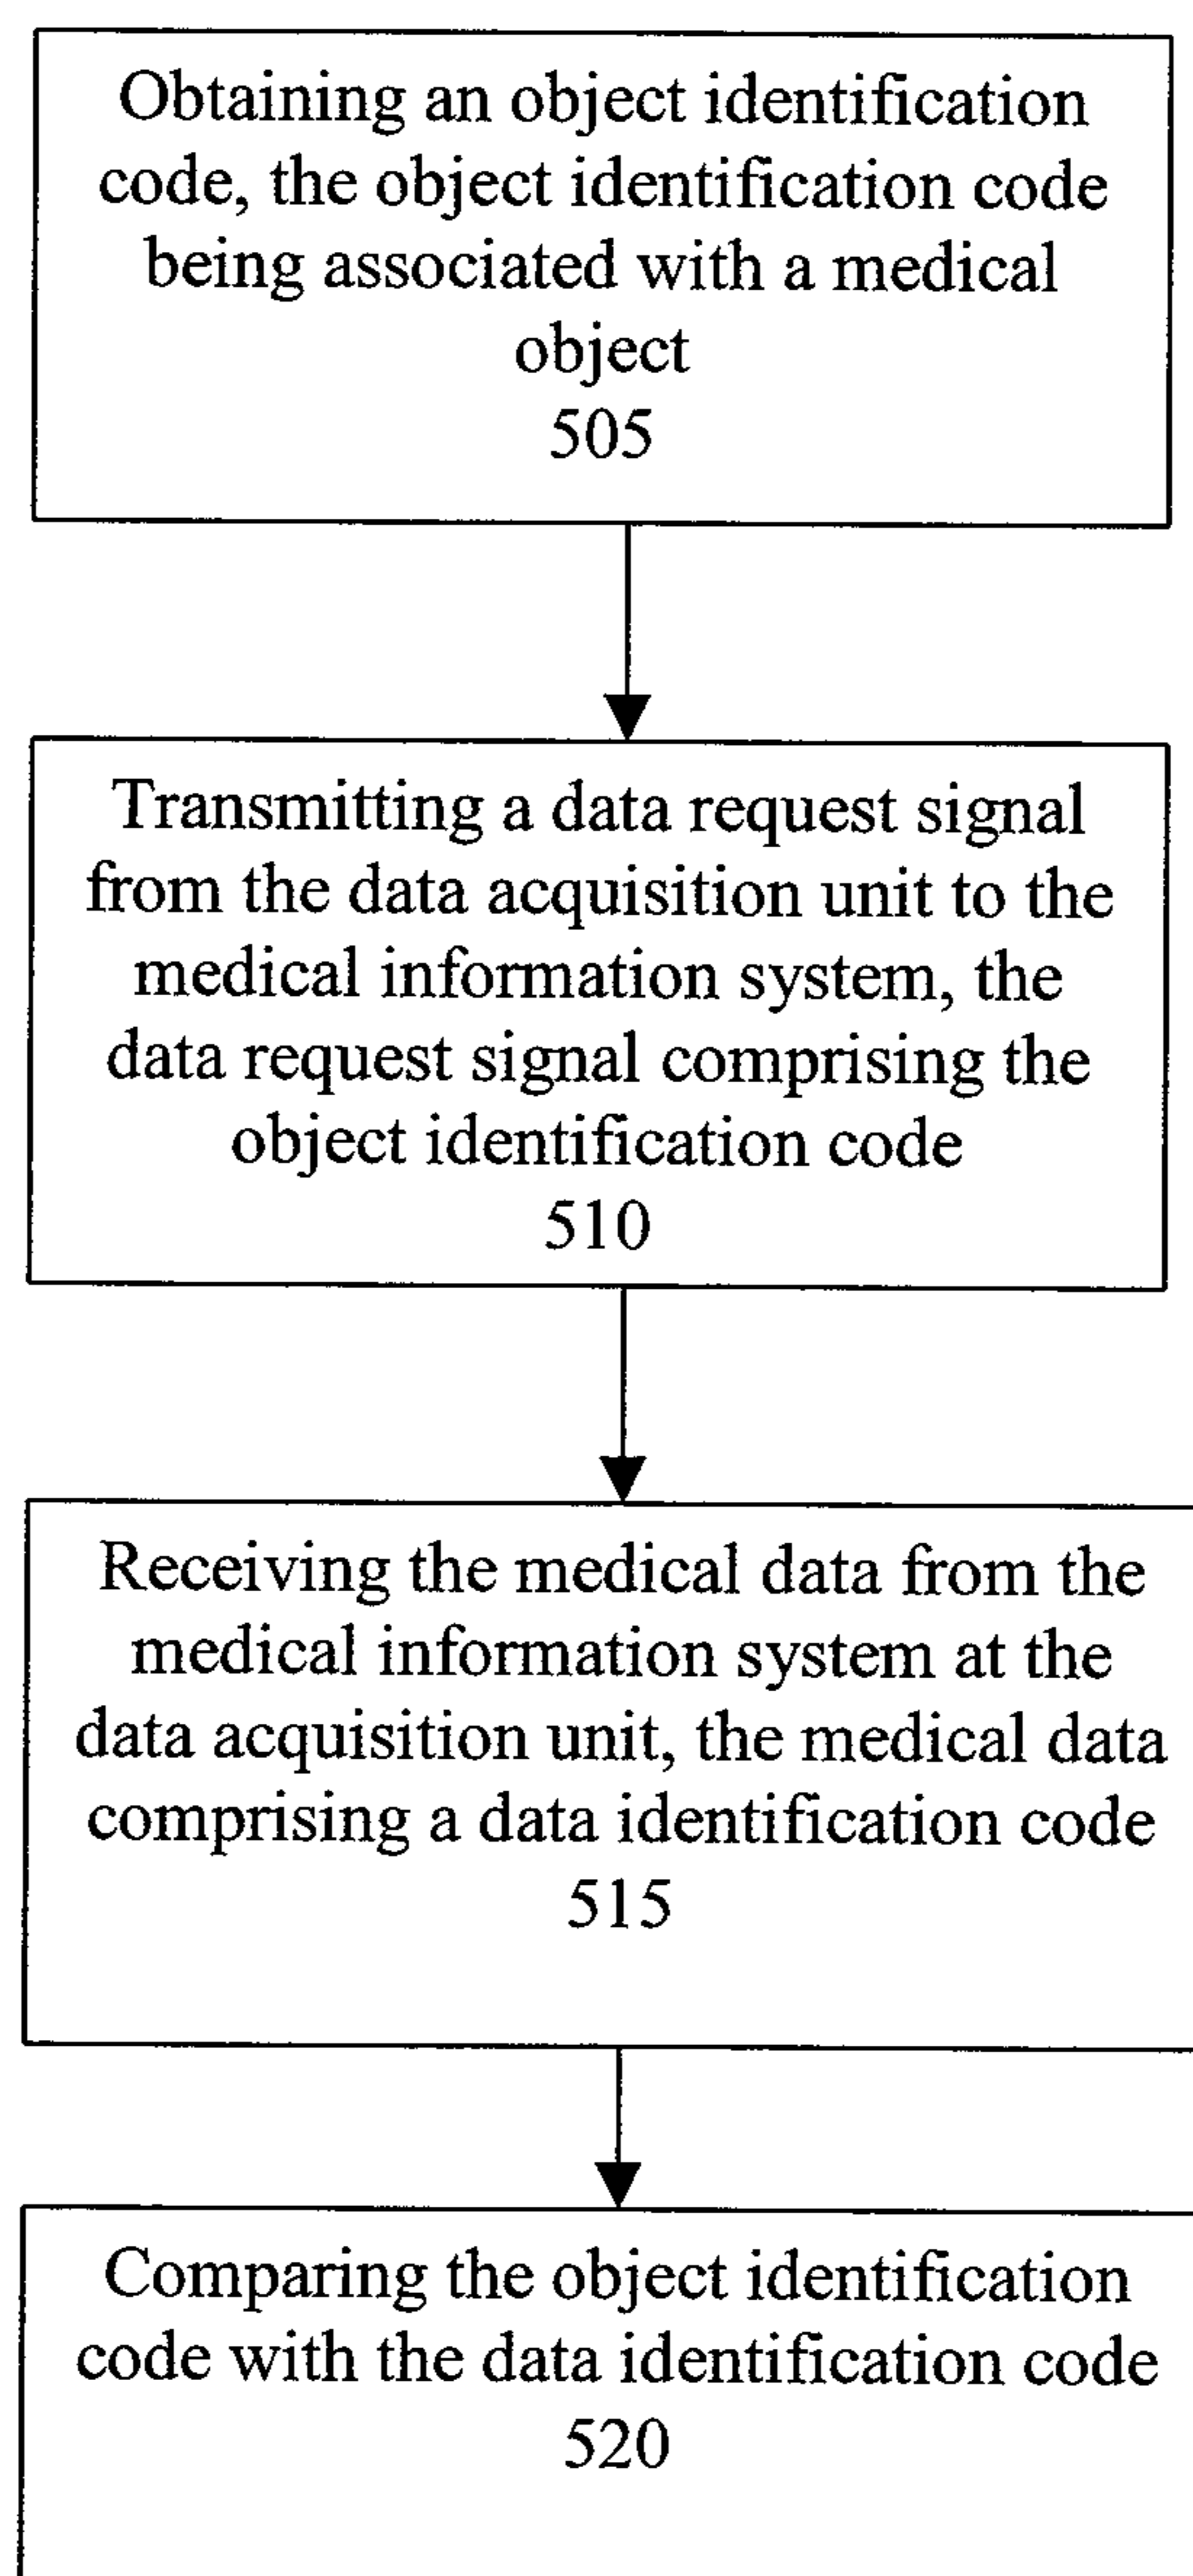 Obtaining an object identification
code, the object identification code
being associated with a medical
object
505
Transmitting a data request signal
from the data acquisition unit to the
medical information system, the
data request signal comprising the
object identification code
510
Receiving the medical data from the
medical information system at the
data acquisition unit, the medical data
comprising a data identification code
515
Comparing the object identification
code with the data identification code
520